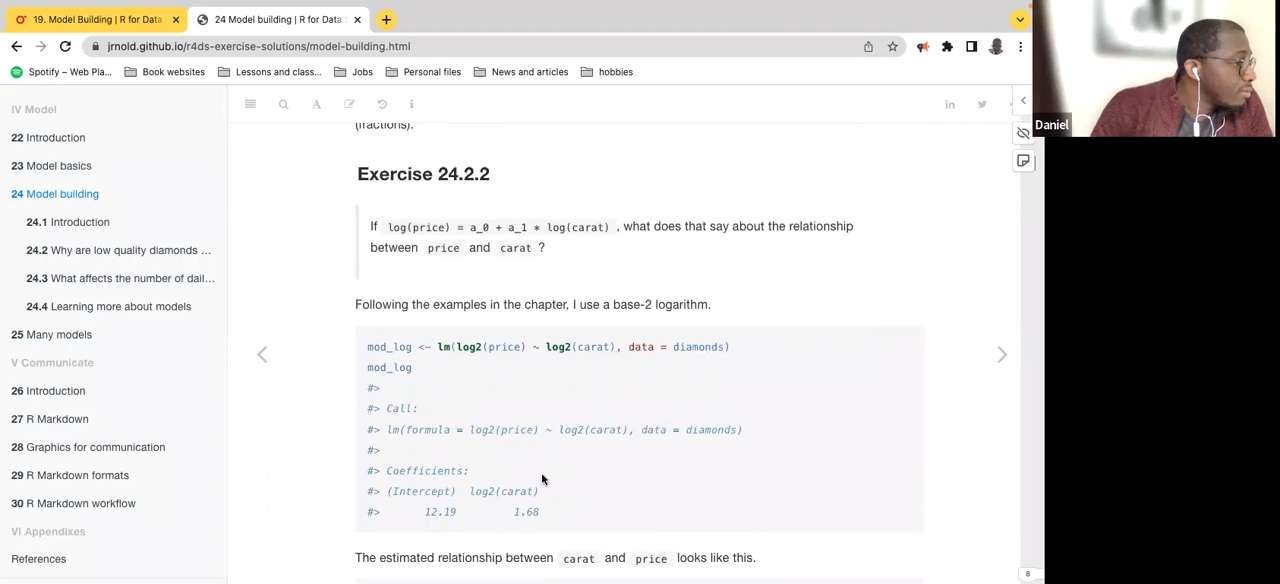 19. Model Building | R for Data
24 Model building | R for Data
jrnold.github.io/r4ds-exercise-solutions/model-building.html
Spotify – Web Pla...
Book websites
Lessons and class...
Jobs
Personal files
News and articles
hobbies
Daniel
IV Model
22 Introduction
23 Model basics
24 Model building
24.1 Introduction
24.2 Why are low quality diamonds ...
24.3 What affects the number of dail...
24.4 Learning more about models
25 Many models
V Communicate
26 Introduction
27 R Markdown
28 Graphics for communication
29 R Markdown formats
30 R Markdown workflow
VI Appendixes
References
(fractions).
Exercise 24.2.2
If log(price) = a_0 + a_1 * log(carat) , what does that say about the relationship
between price and carat ?
Following the examples in the chapter, I use a base-2 logarithm.
mod_log <- lm(log2(price) ~ log2(carat), data = diamonds)
mod_log
#>
#> Call:
#> lm(formula = log2(price) ~ log2(carat), data = diamonds)
#>
#> Coefficients:
#> (Intercept) log2(carat)
#> 12.19 1.68
The estimated relationship between carat and price looks like this.
8